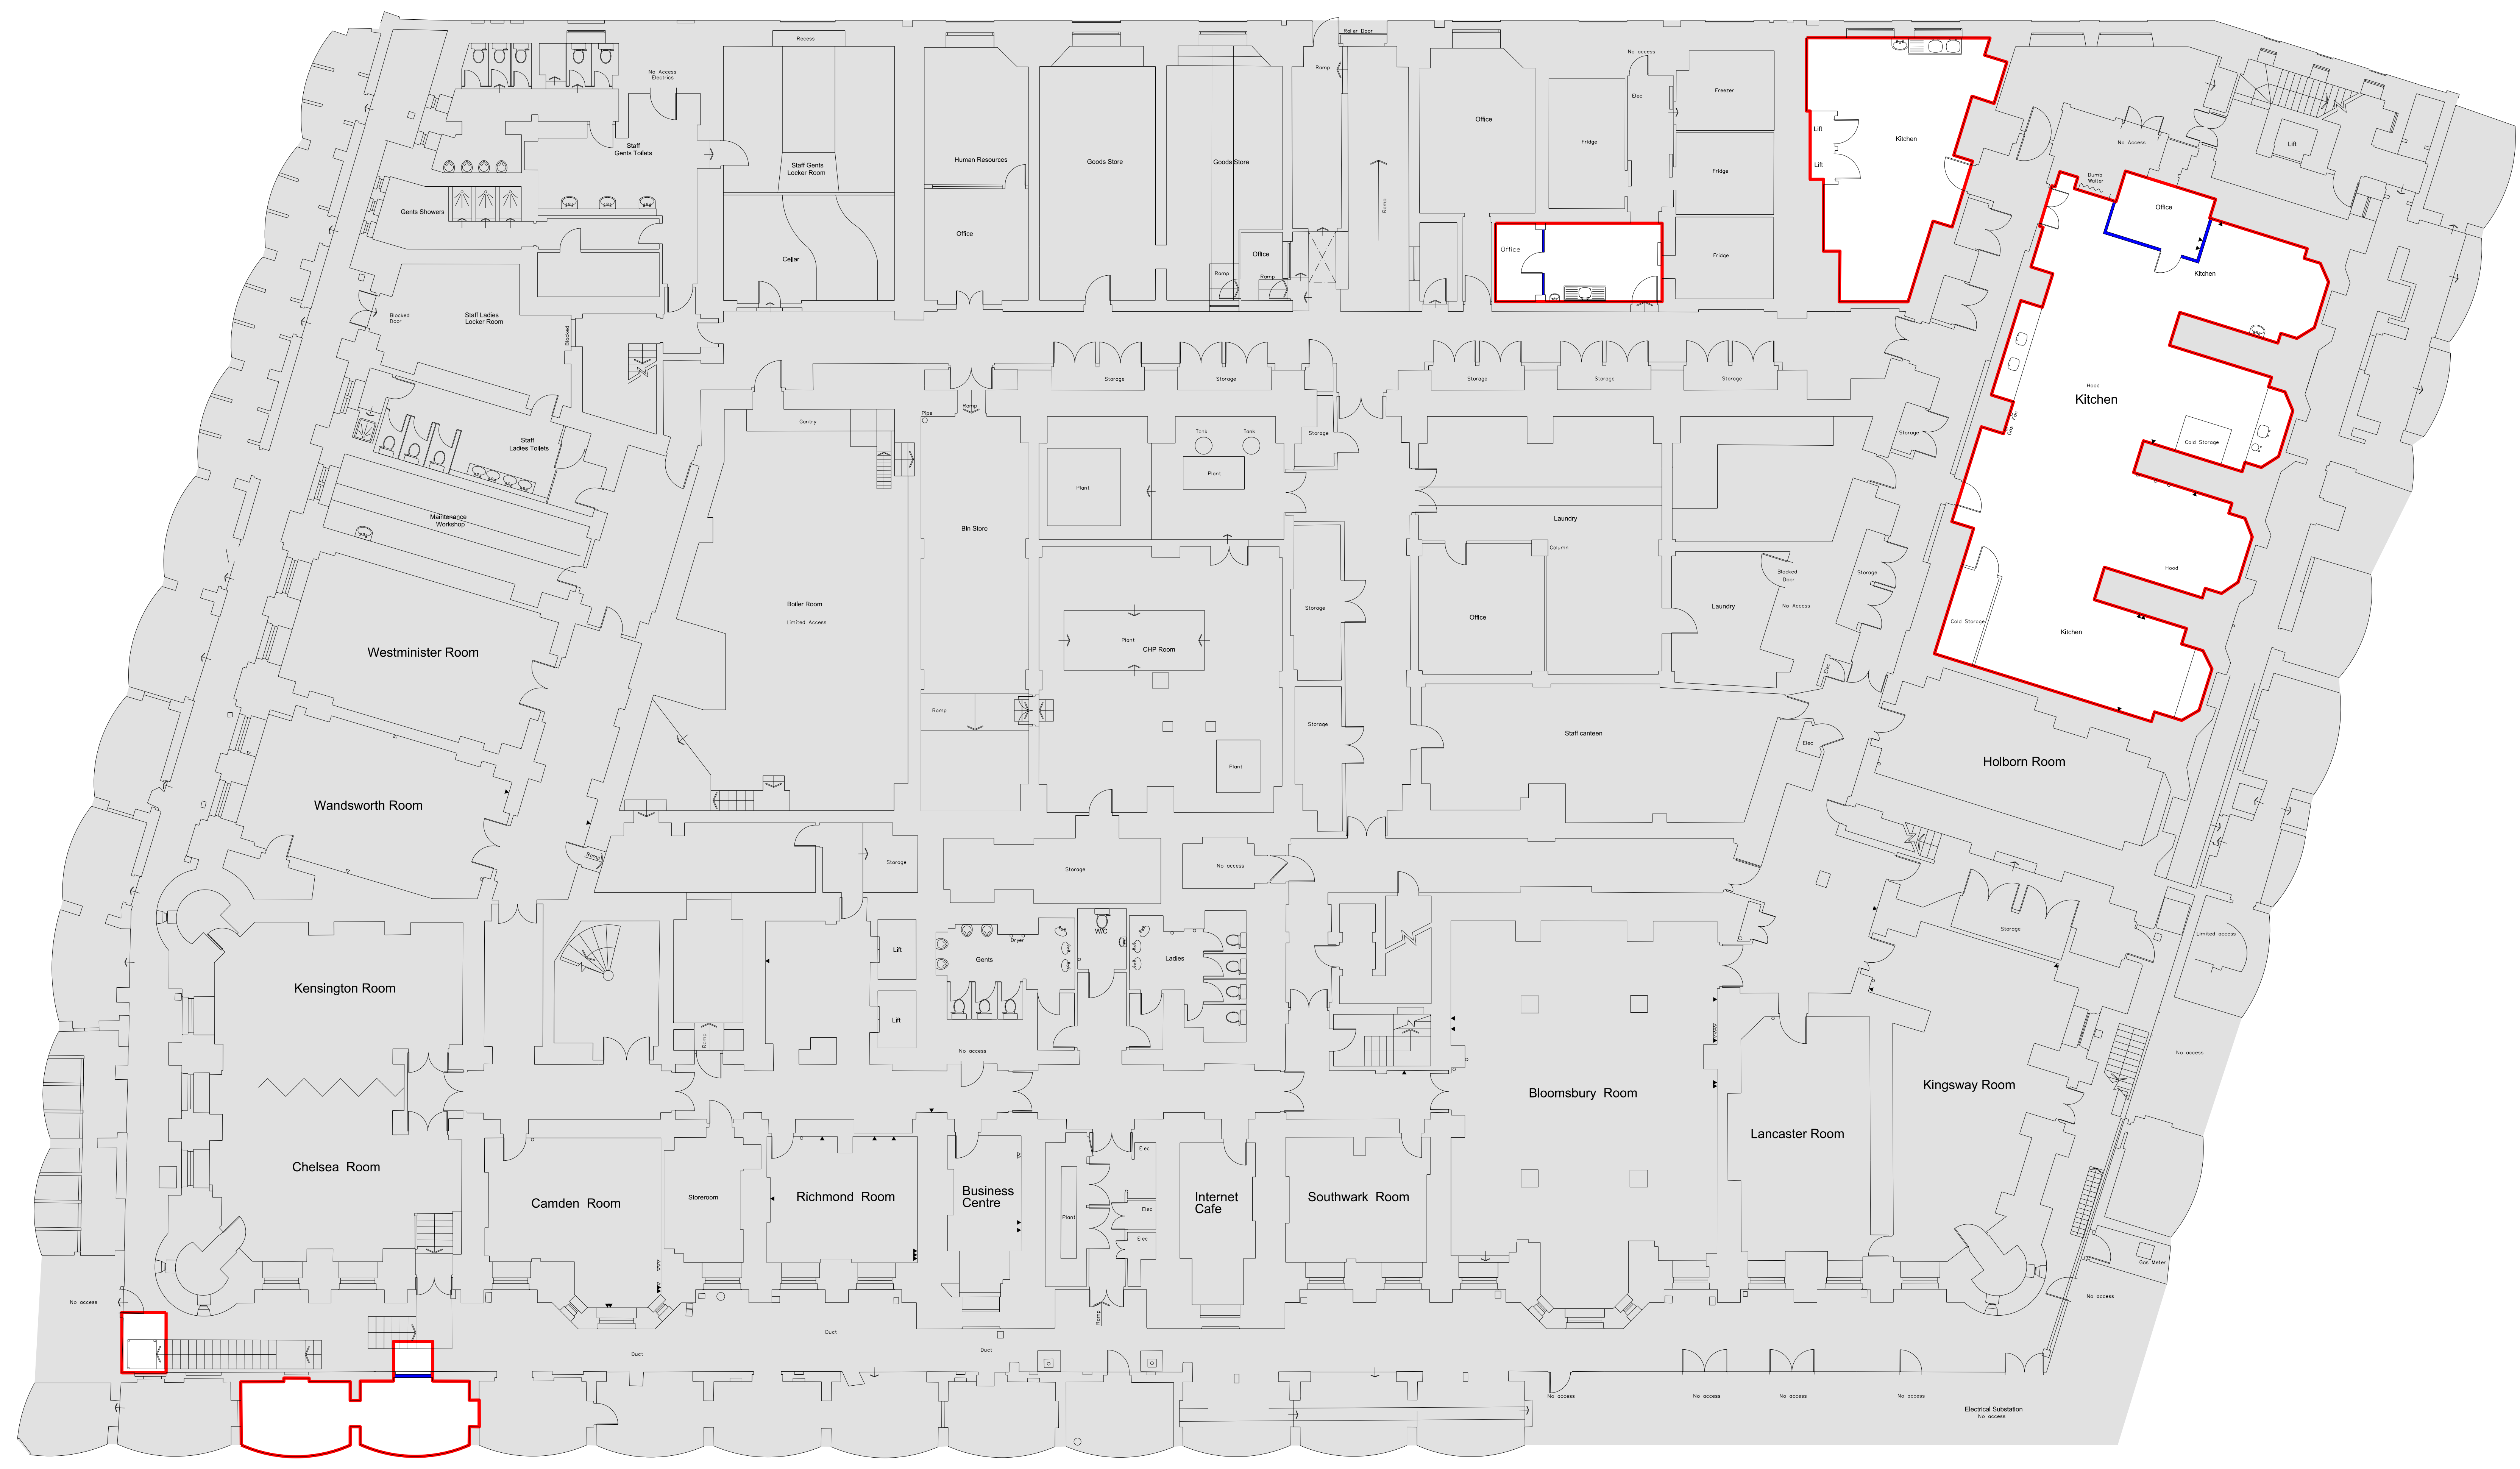 Recess
No Access
Electrics
Staff
Gents Toilets
Gents Showers
Staff Gents
Locker Room
Cellar
Human Resources
Office
Goods Store
Goods Store
Office
Ramp
Ramp
Ramp
Roller Door
Ramp
Office
No access
Elec
Fridge
Freezer
Fridge
Fridge
Office
Lift
Lift
Kitchen
No Access
Lift
Dumb
Waiter
Office
Kitchen
Blocked
Door
Staff Ladies
Locker Room
Blocked
Storage
Storage
Storage
Storage
Storage
Hood
Kitchen
Gas
Cold Storage
Pipe
Ramp
Gantry
Tank
Tank
Plant
Plant
Storage
Storage
Staff
Ladies Toilets
Maintenance
Workshop
Bin Store
Laundry
Column
Blocked
Door
No Access
Storage
Hood
Boiler Room
Limited Access
Storage
Office
Laundry
Cold Storage
Kitchen
Westminister Room
Plant
CHP Room
Elec
Ramp
Storage
Staff canteen
Elec
Holborn Room
Plant
Wandsworth Room
Ramp
Storage
Storage
No access
Lift
Gents
Dryer
W/C
Ladies
Storage
Limited access
Kensington Room
Lift
Ramp
No access
No access
Bloomsbury Room
Kingsway Room
Lancaster Room
Chelsea Room
Camden Room
Storeroom
Richmond Room
Business
Centre
Plant
Elec
Elec
Elec
Internet
Cafe
Southwark Room
Gas Meter
No access
No access
Ramp
Duct
Duct
Duct
No access
No access
No access
No access
Electrical Substation
No access